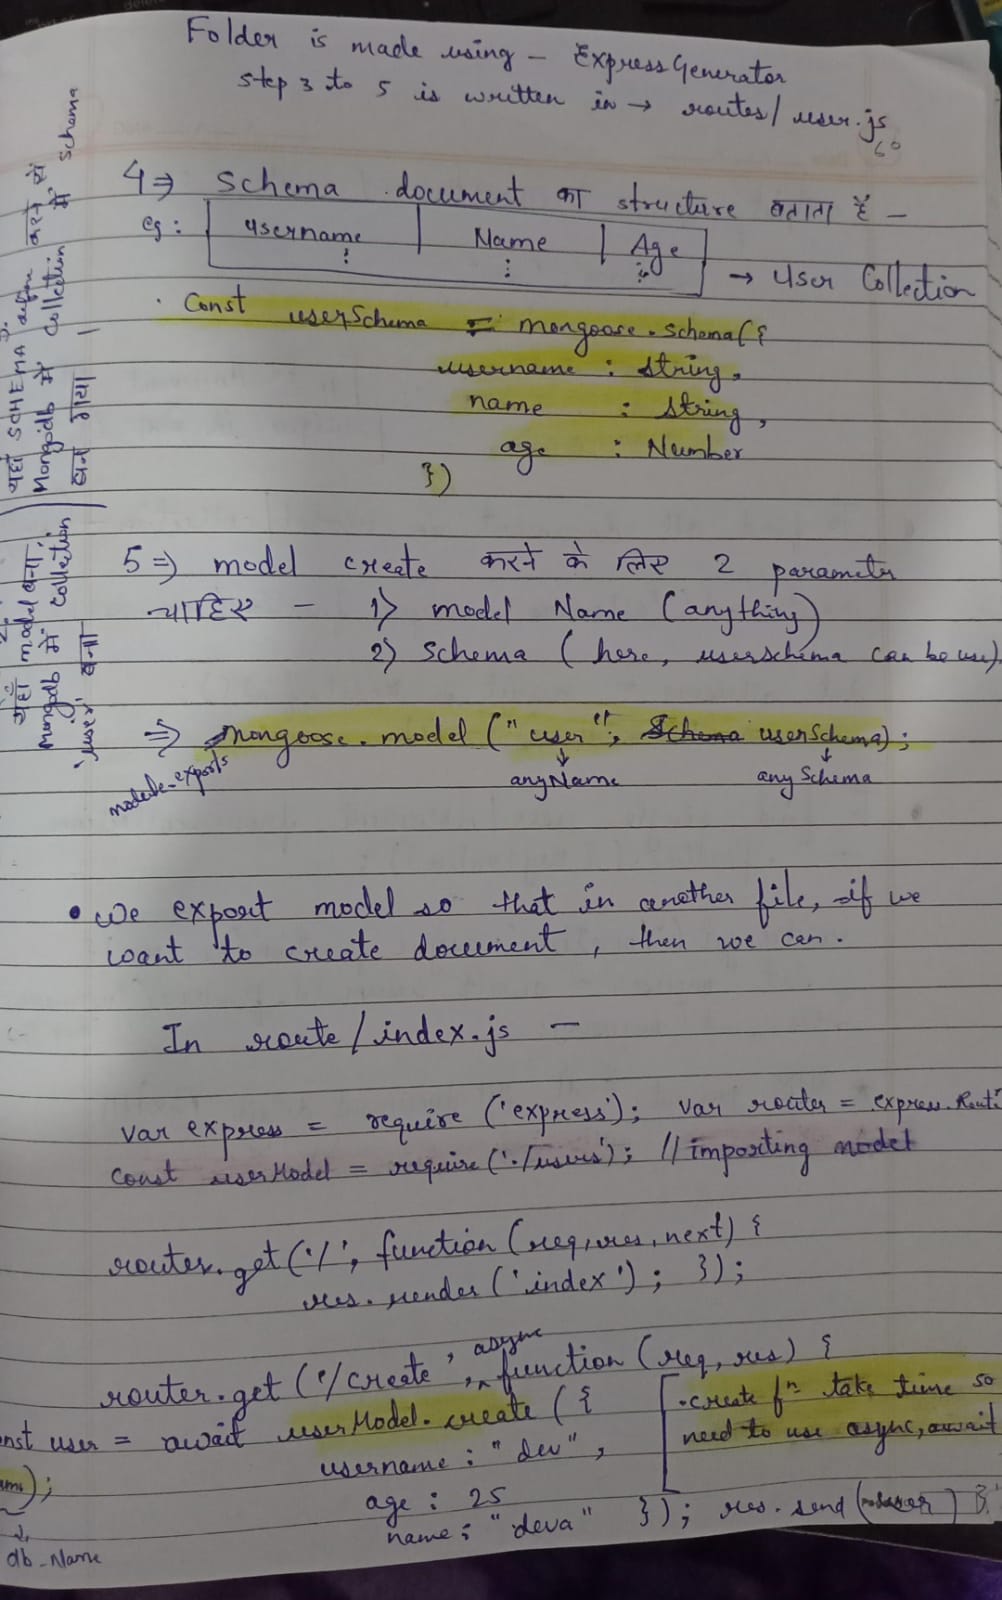 Folder is made using - Express Generator
step 3 to 5 is written in → routes/user.js
4⇒ Schema document का structure बताता है -
eg: username | Name | Age
→ User Collection
Const userSchema = mongoose.schema({
username : String,
name : String,
age : Number
})
5⇒ model create करने के लिए 2 parameter
चाहिए - 1) model Name (anything)
2) Schema (here, userschema can be use)
⇒ mongoose.model ("user", Schema userSchema);
module.exports
anyName any Schema
• We export model so that in another file, if we
want to create document, then we can.
In route/index.js -
var express = require ('express'); var router = express.Route
const userModel = require('./users'); // importing model
router.get('/', function (req, res, next) {
res.render('index'); });
async
router.get ('/create', function (req, res) {
nst user = await userModel.create ({
username : "dev",
age : 25
name : "deva" }); res.send(user) });
[.create fn take time so
need to use async, await
);
db_Name
यहाँ SCHEMA define करने से
Mongodb में collection में schema
बन गया |
2. यहाँ model बना,
Mongodb में collection
'user' बना